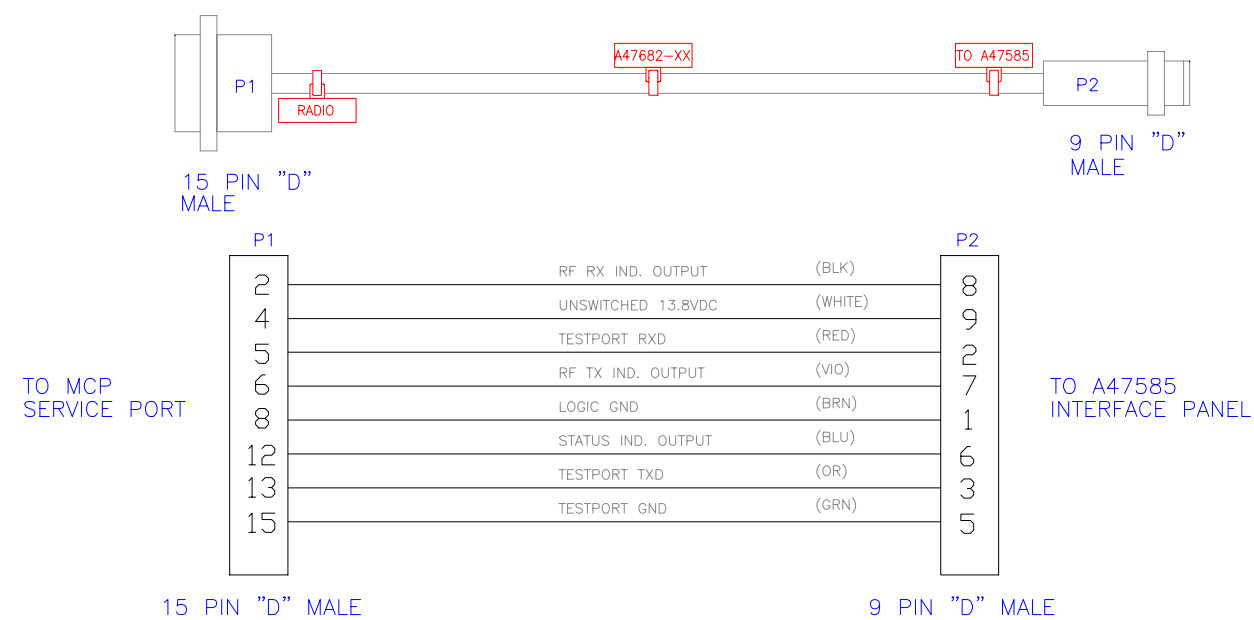 A47682-XX
TO A47585
P1
P2
RADIO
9 PIN "D"
MALE
15 PIN "D"
MALE
P1
P2
RF RX IND. OUTPUT
(BLK)
2
8
UNSWITCHED 13.8VDC
(WHITE)
4
9
TESTPORT RXD
(RED)
5
2
RF TX IND. OUTPUT
(VIO)
6
7
TO MCP
SERVICE PORT
TO A47585
INTERFACE PANEL
LOGIC GND
(BRN)
8
1
STATUS IND. OUTPUT
(BLU)
12
6
TESTPORT TXD
(OR)
13
3
TESTPORT GND
(GRN)
15
5
15 PIN "D" MALE
9 PIN "D" MALE